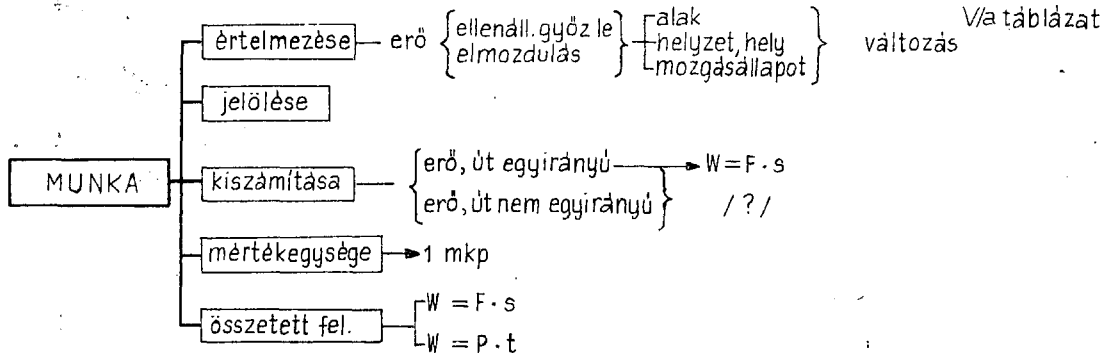 V/a táblázat
értelmezése erő ellenáll. győz le alak
elmozdulás helyzet, hely változás
mozgásállapot
jelölése
MUNKA
kiszámítása erő, út egyirányú W = F · s
erő, út nem egyirányú / ? /
mértékegysége 1 mkp
összetett fel. W = F · s
W = P · t